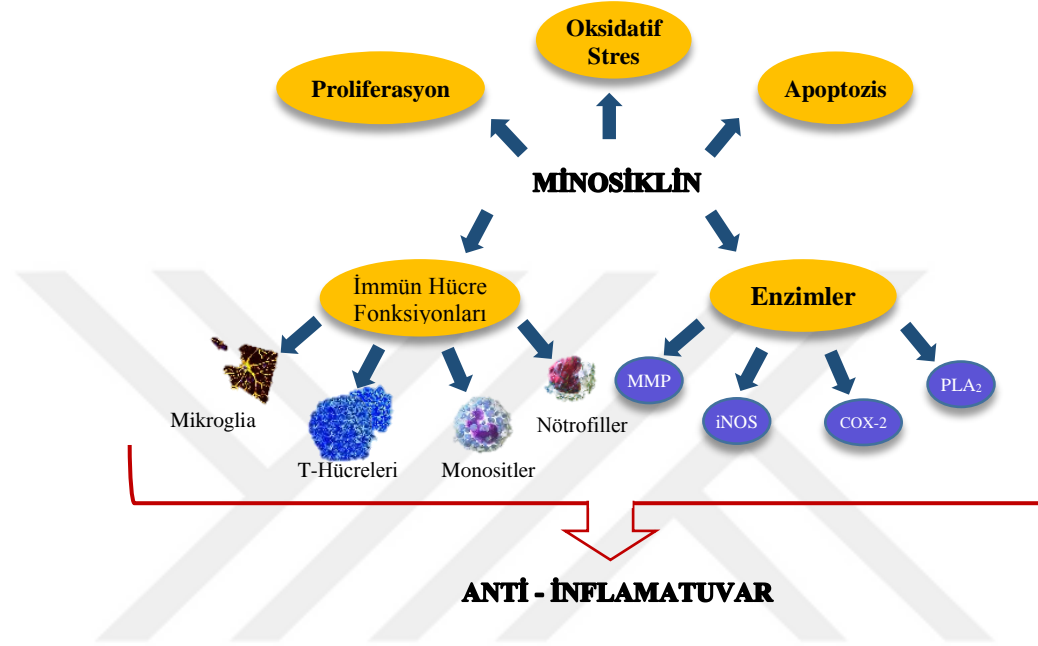 Oksidatif
Stres
Proliferasyon
Apoptozis
MİNOSİKLİN
İmmün Hücre
Fonksiyonları
Enzimler
Mikroglia
T-Hücreleri
Monositler
Nötrofiller
MMP
iNOS
COX-2
PLA₂
ANTİ - İNFLAMATUVAR